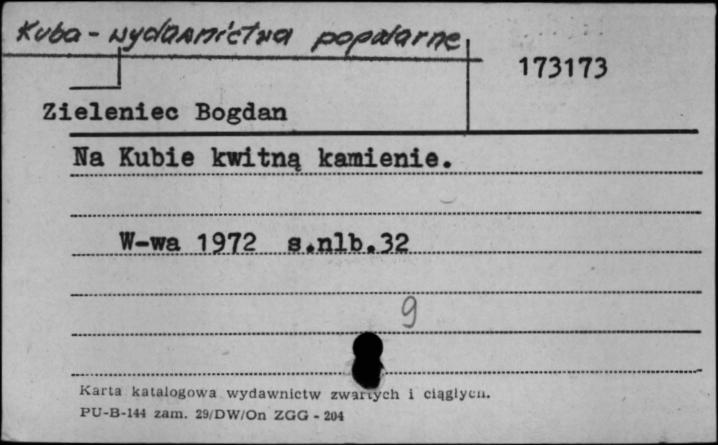 Kuba - wydawnictwa popularne
173173
Zieleniec Bogdan
Na Kubie kwitną kamienie.
W-wa 1972 s.nlb.32
9
Karta katalogowa wydawnictw zwartych i ciągłych.
PU-B-144 zam. 29/DW/On ZGG - 204